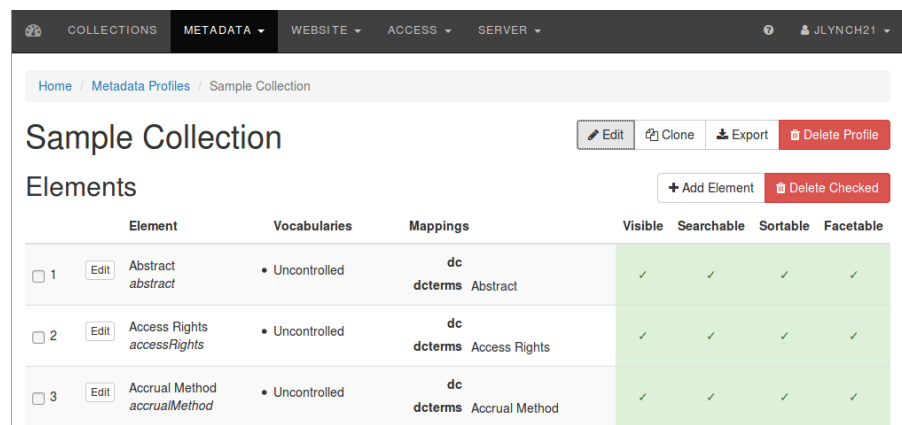 COLLECTIONS METADATA WEBSITE ACCESS SERVER JLYNCH21
Home / Metadata Profiles / Sample Collection
Sample Collection Edit Clone Export Delete Profile
Elements + Add Element Delete Checked
Element Vocabularies Mappings Visible Searchable Sortable Facetable
1 Edit Abstract • Uncontrolled dc ✓ ✓ ✓ ✓
abstract dcterms Abstract
2 Edit Access Rights • Uncontrolled dc ✓ ✓ ✓ ✓
accessRights dcterms Access Rights
3 Edit Accrual Method • Uncontrolled dc ✓ ✓ ✓ ✓
accrualMethod dcterms Accrual Method